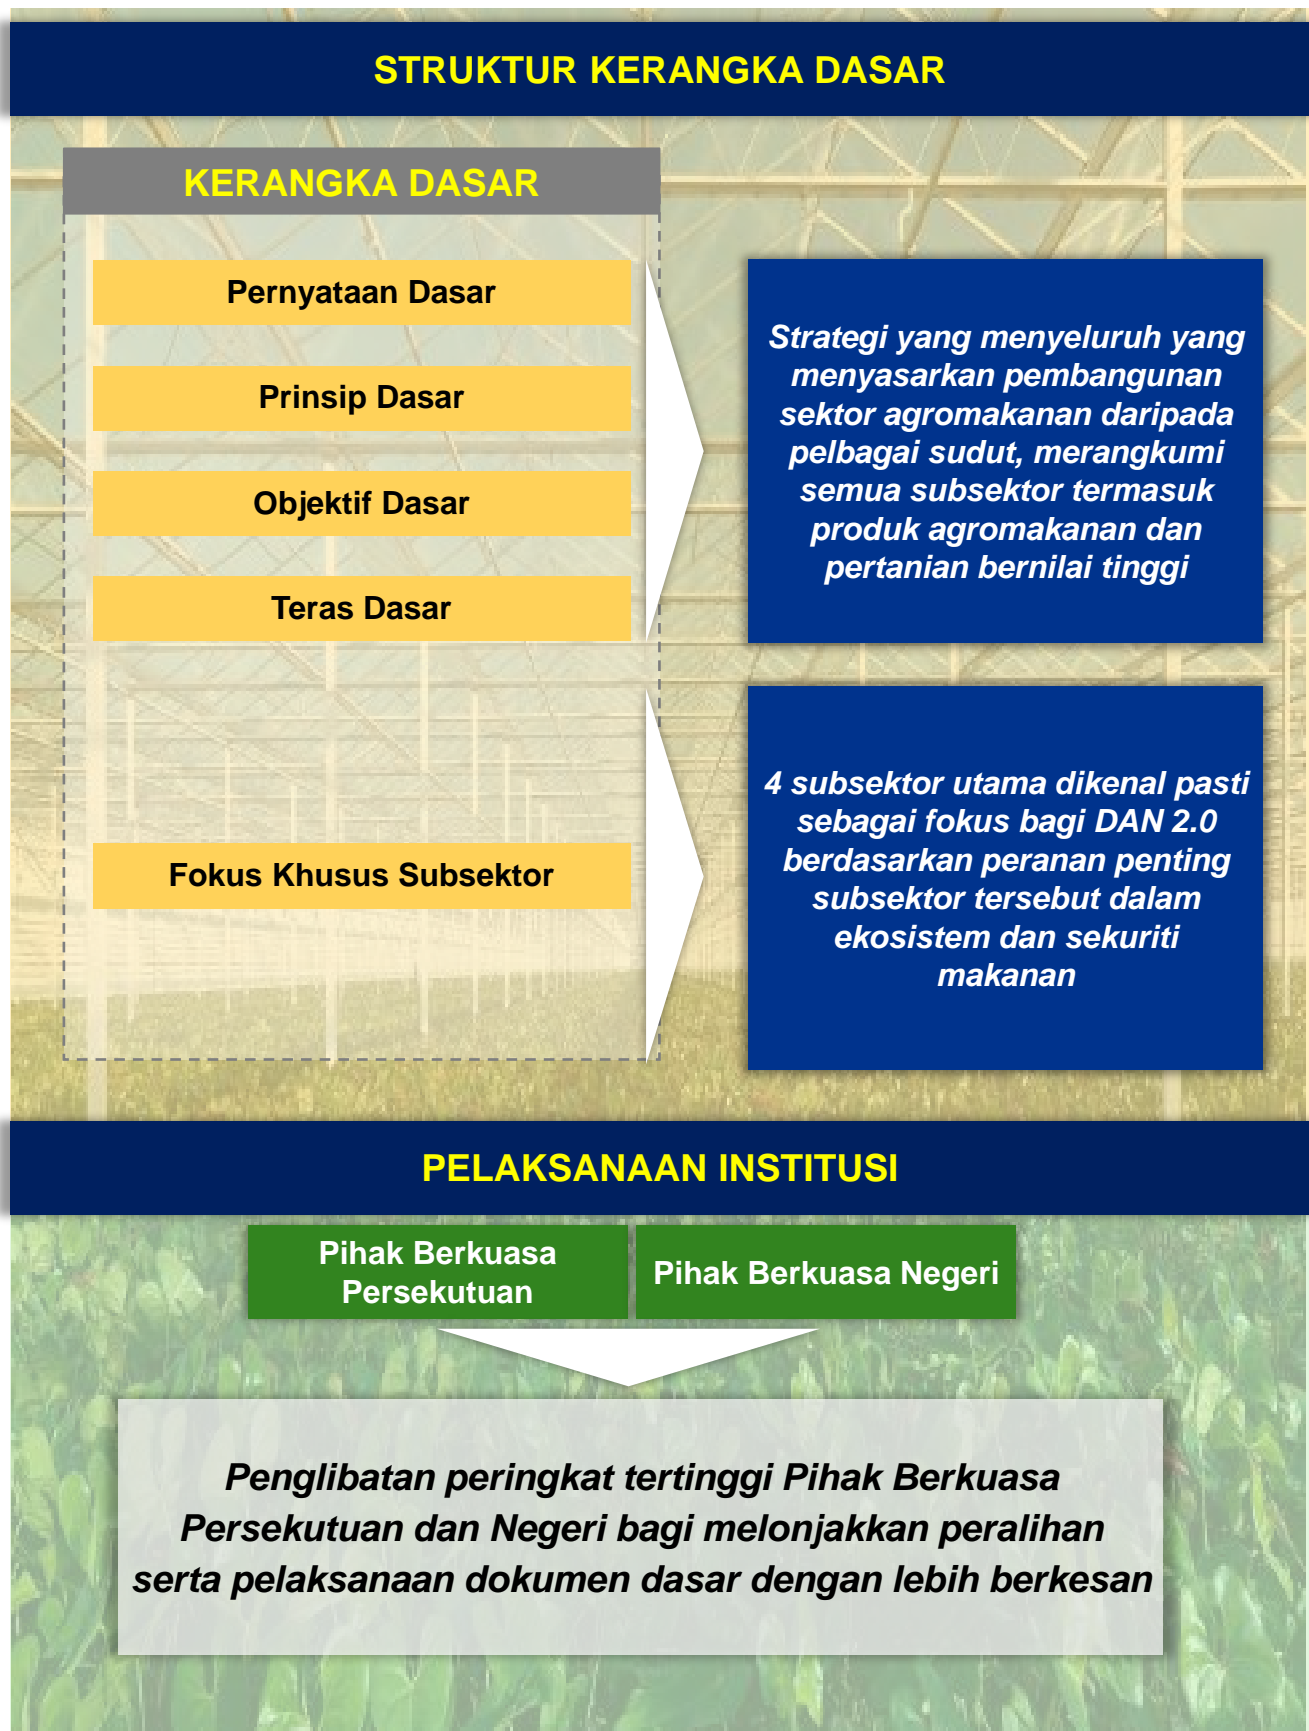 STRUKTUR KERANGKA DASAR
KERANGKA DASAR
Pernyataan Dasar
Prinsip Dasar
Objektif Dasar
Teras Dasar
Strategi yang menyeluruh yang
menyasarkan pembangunan
sektor agromakanan daripada
pelbagai sudut, merangkumi
semua subsektor termasuk
produk agromakanan dan
pertanian bernilai tinggi
Fokus Khusus Subsektor
4 subsektor utama dikenal pasti
sebagai fokus bagi DAN 2.0
berdasarkan peranan penting
subsektor tersebut dalam
ekosistem dan sekuriti
makanan
PELAKSANAAN INSTITUSI
Pihak Berkuasa
Persekutuan
Pihak Berkuasa Negeri
Penglibatan peringkat tertinggi Pihak Berkuasa
Persekutuan dan Negeri bagi melonjakkan peralihan
serta pelaksanaan dokumen dasar dengan lebih berkesan